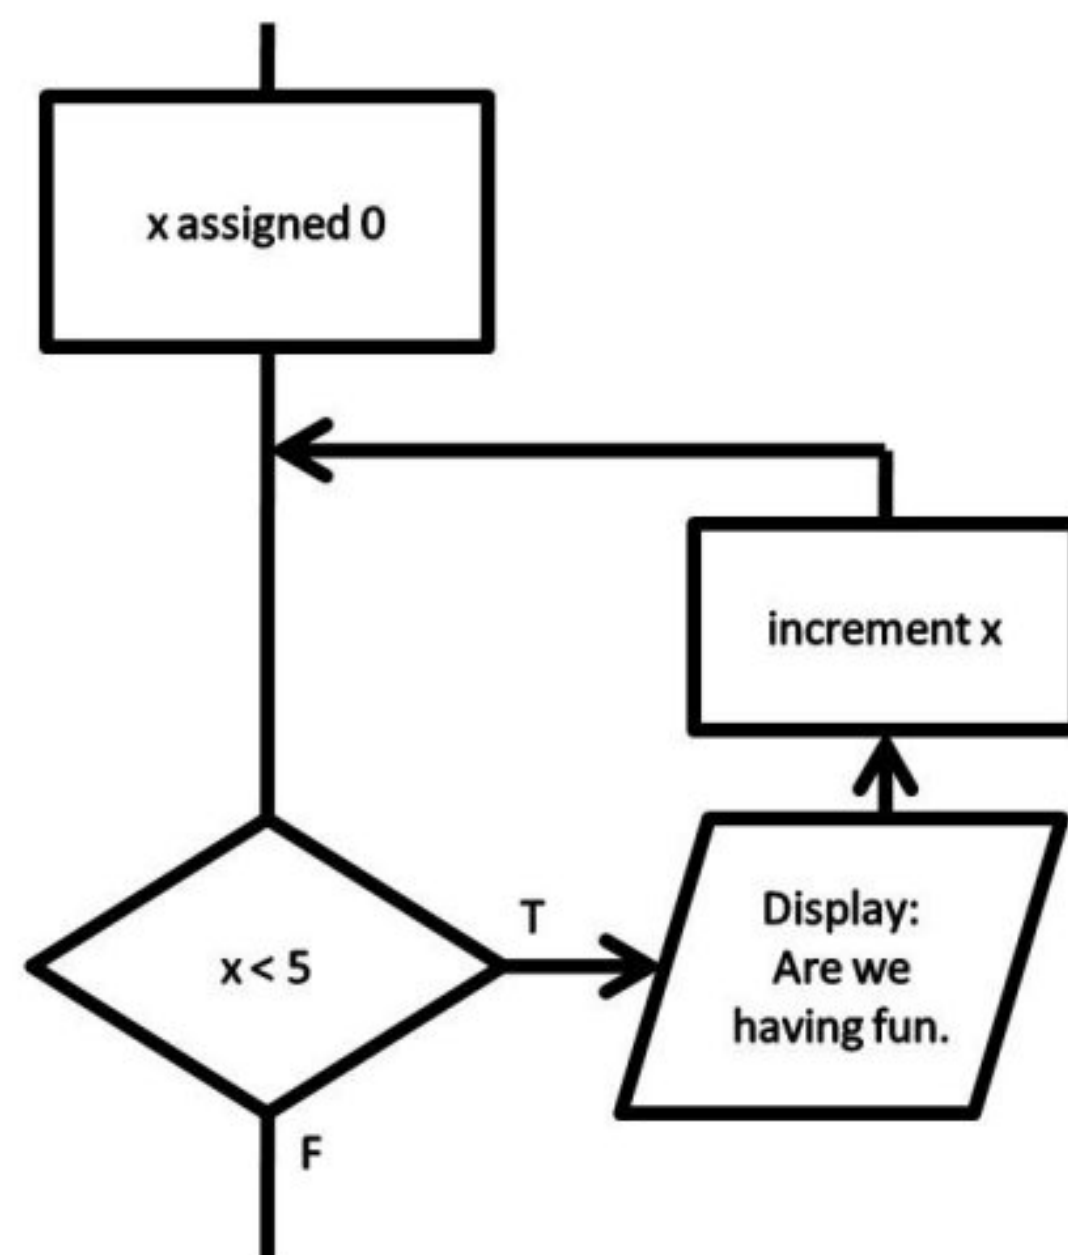 x assigned 0
increment x
x < 5
T
Display:
Are we
having fun.
F